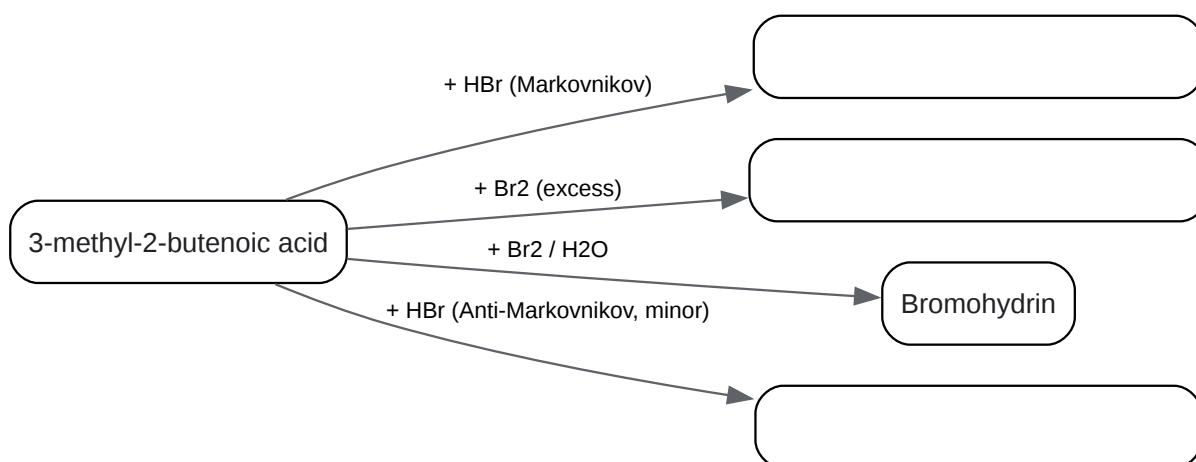 + HBr (Markovnikov)
+ Br2 (excess)
3-methyl-2-butenoic acid
+ Br2 / H2O
Bromohydrin
+ HBr (Anti-Markovnikov, minor)